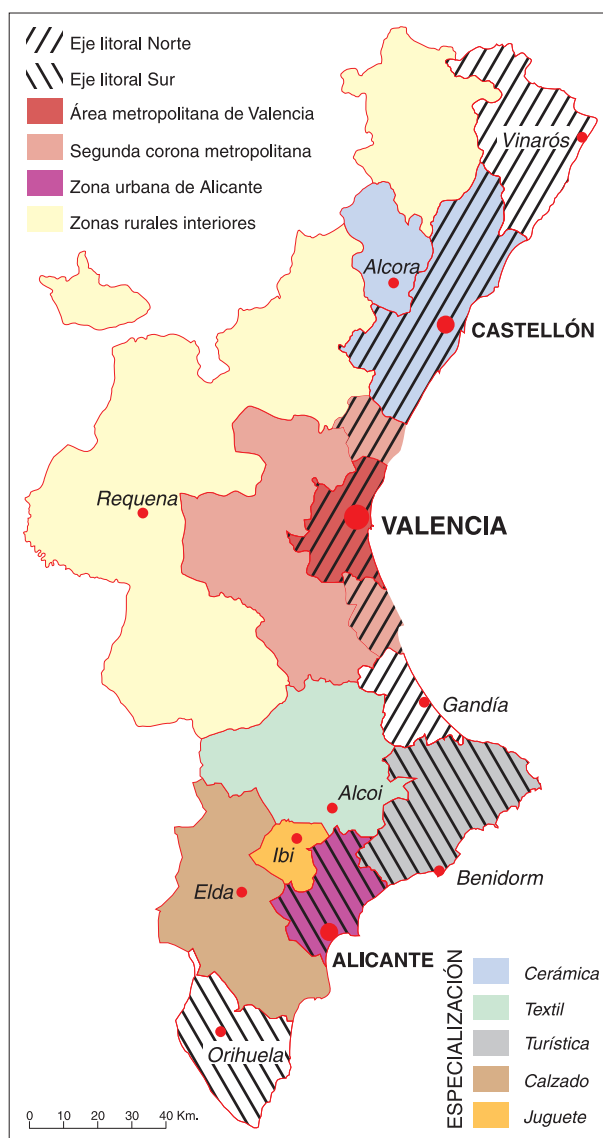 Eje litoral Norte
Eje litoral Sur
Área metropolitana de Valencia
Segunda corona metropolitana
Zona urbana de Alicante
Zonas rurales interiores
Vinarós
Alcora
CASTELLÓN
Requena
VALENCIA
Gandía
Alcoi
Ibi
Elda
Benidorm
ALICANTE
Orihuela
ESPECIALIZACIÓN
Cerámica
Textil
Turística
Calzado
Juguete
0 10 20 30 40 Km.